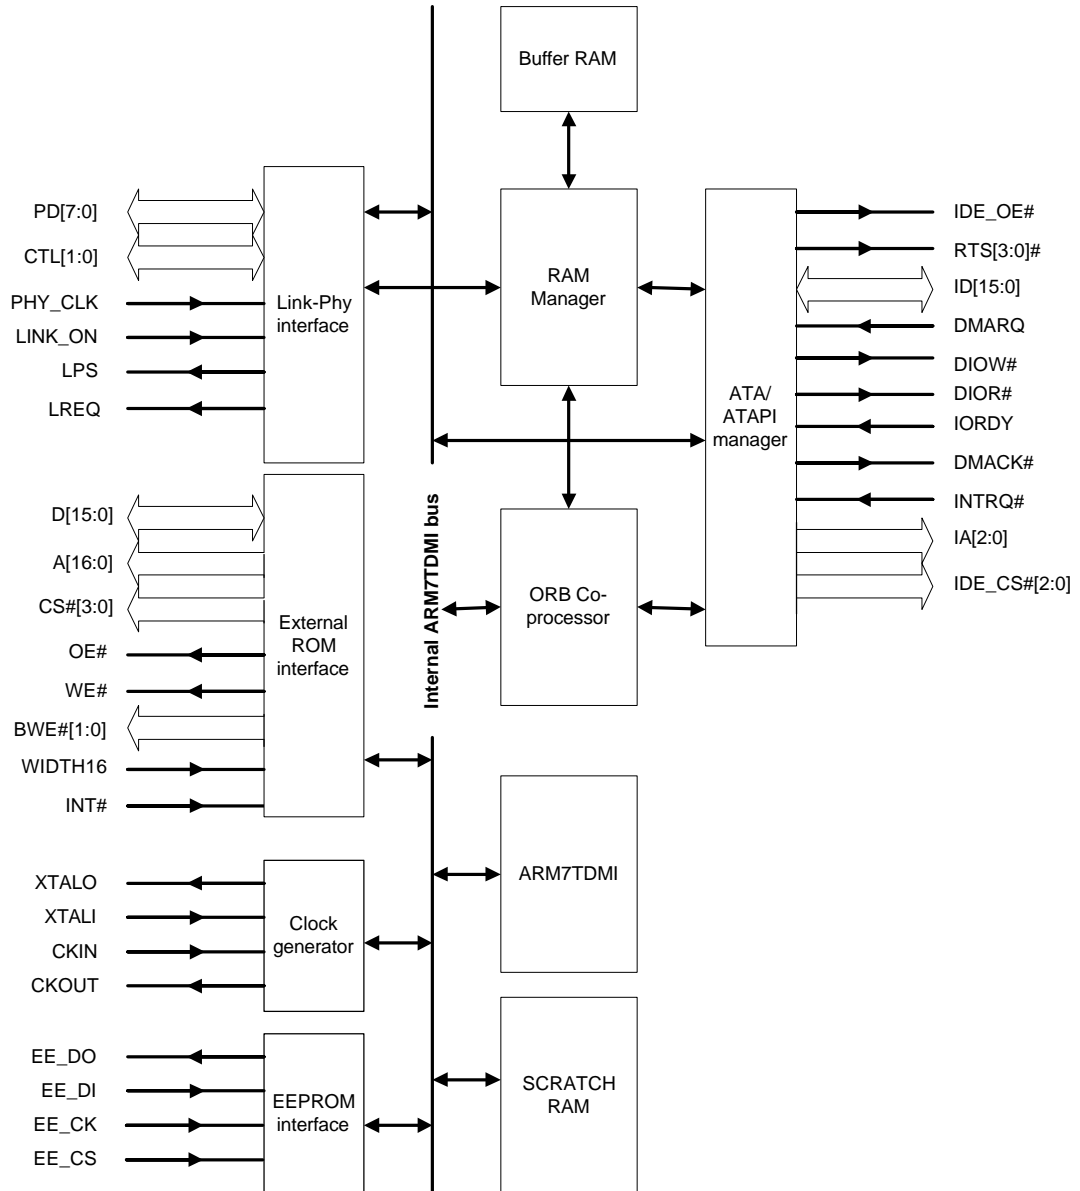 Buffer RAM
PD[7:0]
CTL[1:0]
PHY_CLK
LINK_ON
LPS
LREQ
Link-Phy
interface
RAM
Manager
ATA/
ATAPI
manager
IDE_OE#
RTS[3:0]#
ID[15:0]
DMARQ
DIOW#
DIOR#
IORDY
DMACK#
INTRQ#
IA[2:0]
IDE_CS#[2:0]
D[15:0]
A[16:0]
CS#[3:0]
OE#
WE#
BWE#[1:0]
WIDTH16
INT#
External
ROM
interface
Internal ARM7TDMI bus
ORB Co-
processor
XTALO
XTALI
CKIN
CKOUT
Clock
generator
ARM7TDMI
EE_DO
EE_DI
EE_CK
EE_CS
EEPROM
interface
SCRATCH
RAM